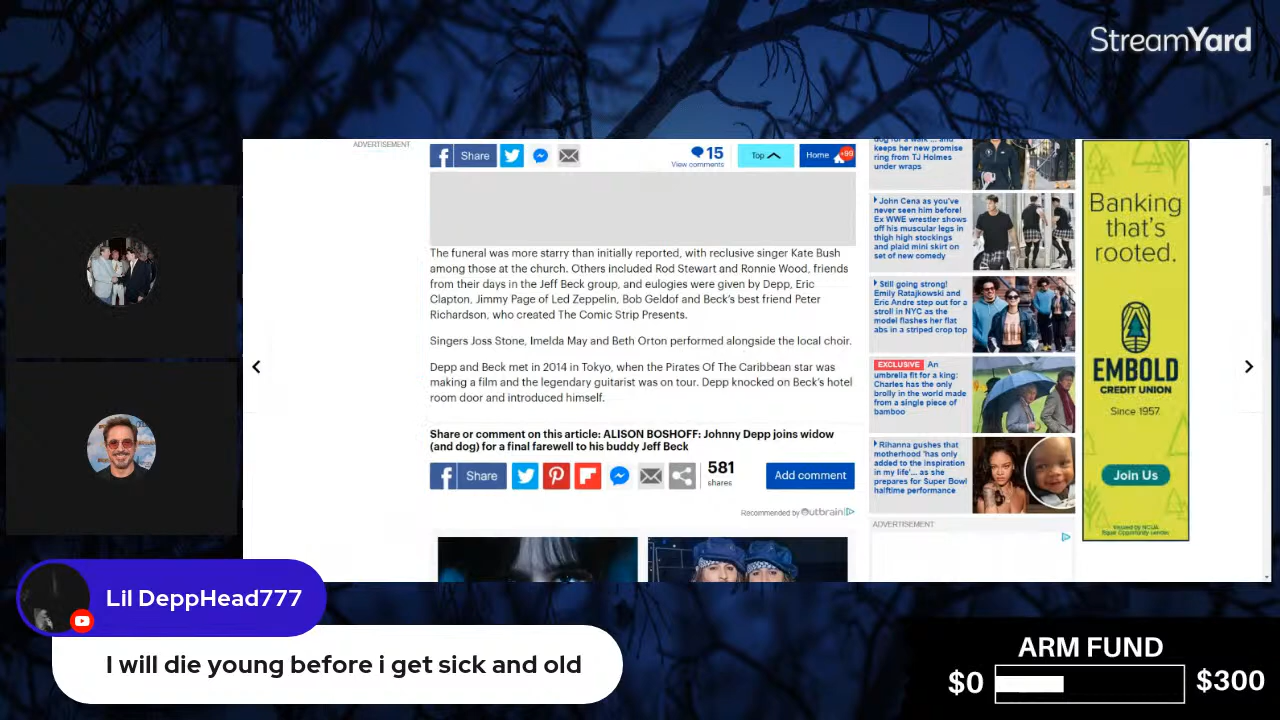 StreamYard
ADVERTISEMENT
Share
15
View comments
Top
Home
+99
The funeral was more starry than initially reported, with reclusive singer Kate Bush
among those at the church. Others included Rod Stewart and Ronnie Wood, friends
from their days in the Jeff Beck group, and eulogies were given by Depp, Eric
Clapton, Jimmy Page of Led Zeppelin, Bob Geldof and Beck's best friend Peter
Richardson, who created The Comic Strip Presents.
Singers Joss Stone, Imelda May and Beth Orton performed alongside the local choir.
Depp and Beck met in 2014 in Tokyo, when the Pirates Of The Caribbean star was
making a film and the legendary guitarist was on tour. Depp knocked on Beck's hotel
room door and introduced himself.
Share or comment on this article: ALISON BOSHOFF: Johnny Depp joins widow
(and dog) for a final farewell to his buddy Jeff Beck
Share
581
shares
Add comment
Recommended by Outbrain
dog for a walk ... and
keeps her new promise
ring from TJ Holmes
under wraps
John Cena as you've
never seen him before!
Ex WWE wrestler shows
off his muscular legs in
thigh high stockings
and plaid mini skirt on
set of new comedy
Still going strong!
Emily Ratajkowski and
Eric Andre step out for a
stroll in NYC as the
model flashes her flat
abs in a striped crop top
EXCLUSIVE An
umbrella fit for a king:
Charles has the only
brolly in the world made
from a single piece of
bamboo
Rihanna gushes that
motherhood 'has only
added to the inspiration
in my life'... as she
prepares for Super Bowl
halftime performance
ADVERTISEMENT
Banking
that's
rooted.
EMBOLD
CREDIT UNION
Since 1957.
Join Us
Insured by NCUA
Equal Opportunity Lender.
Lil DeppHead777
I will die young before i get sick and old
ARM FUND
$0
$300